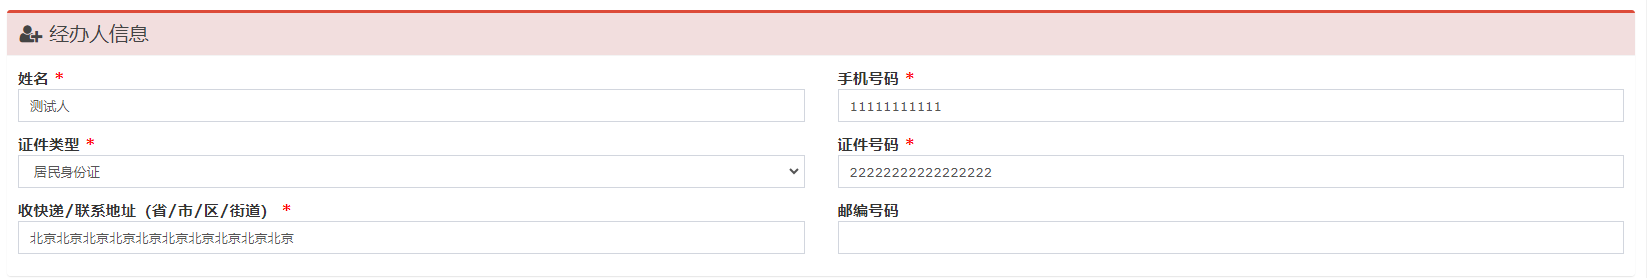 经办人信息
姓名 *
手机号码 *
测试人
11111111111
证件类型 *
证件号码 *
居民身份证
22222222222222222
收快递/联系地址（省/市/区/街道） *
邮编号码
北京北京北京北京北京北京北京北京北京北京